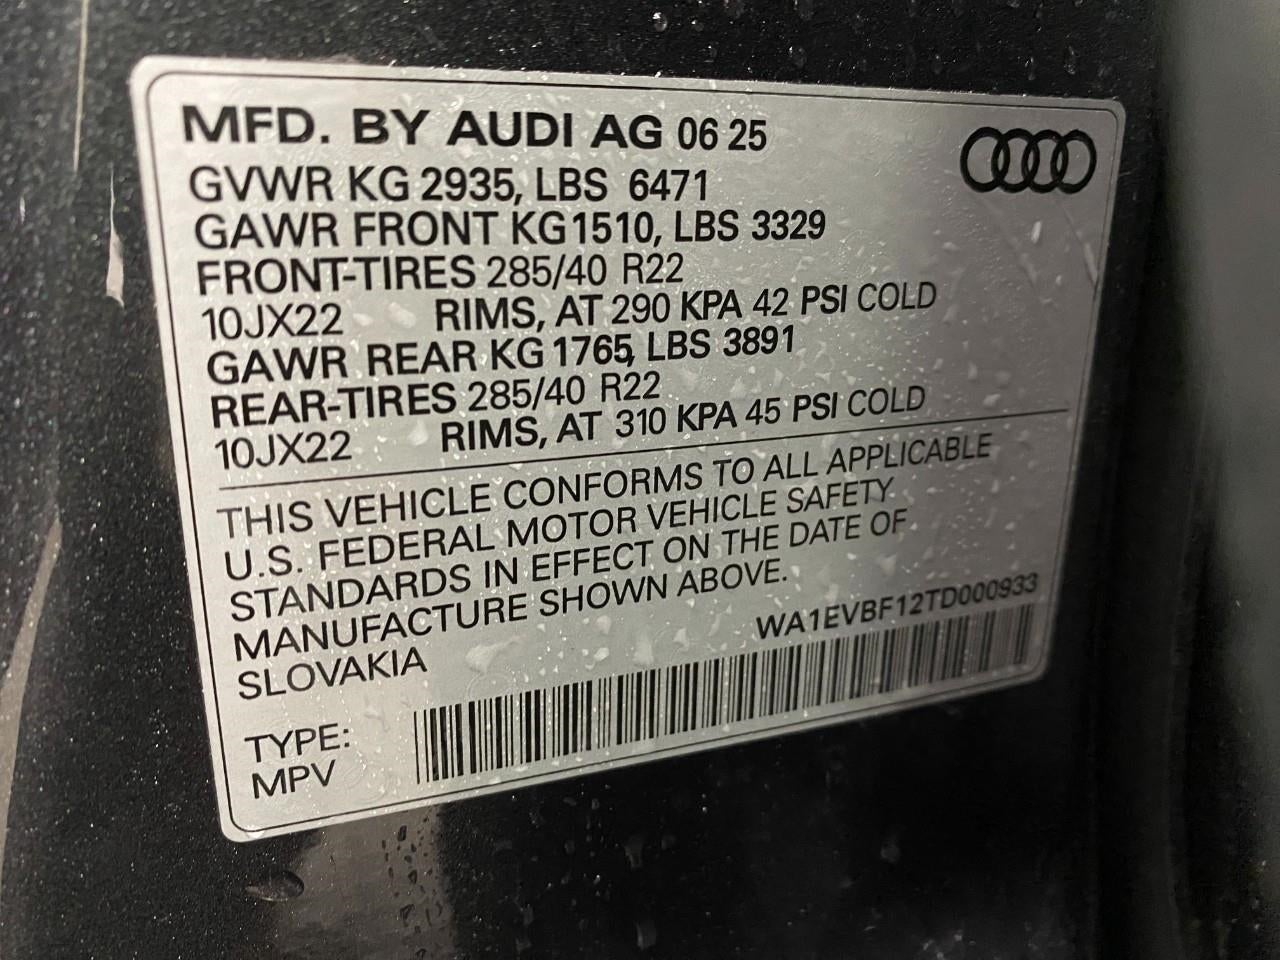 MFD. BY AUDI AG 06 25
GVWR KG 2935, LBS 6471
GAWR FRONT KG 1510, LBS 3329
FRONT-TIRES 285/40 R22
10JX22 RIMS, AT 290 KPA 42 PSI COLD
GAWR REAR KG 1765, LBS 3891
REAR-TIRES 285/40 R22
10JX22 RIMS, AT 310 KPA 45 PSI COLD
THIS VEHICLE CONFORMS TO ALL APPLICABLE
U.S. FEDERAL MOTOR VEHICLE SAFETY
STANDARDS IN EFFECT ON THE DATE OF
MANUFACTURE SHOWN ABOVE.
SLOVAKIA
WA1EVBF12TD000933
TYPE:
MPV